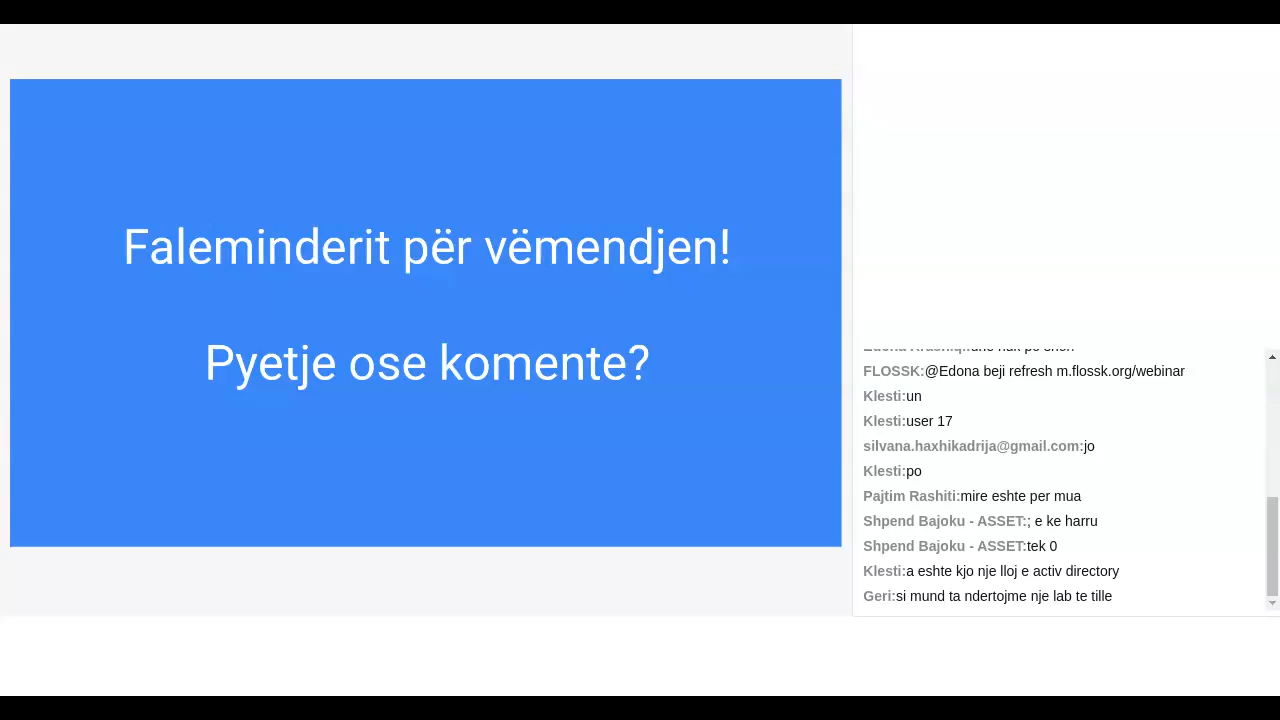 Faleminderit për vëmendjen!
Pyetje ose komente?
FLOSSK:@Edona beji refresh m.flossk.org/webinar
Klesti:un
Klesti:user 17
silvana.haxhikadrija@gmail.com:jo
Klesti:po
Pajtim Rashiti:mire eshte per mua
Shpend Bajoku - ASSET:; e ke harru
Shpend Bajoku - ASSET:tek 0
Klesti:a eshte kjo nje lloj e activ directory
Geri:si mund ta ndertojme nje lab te tille